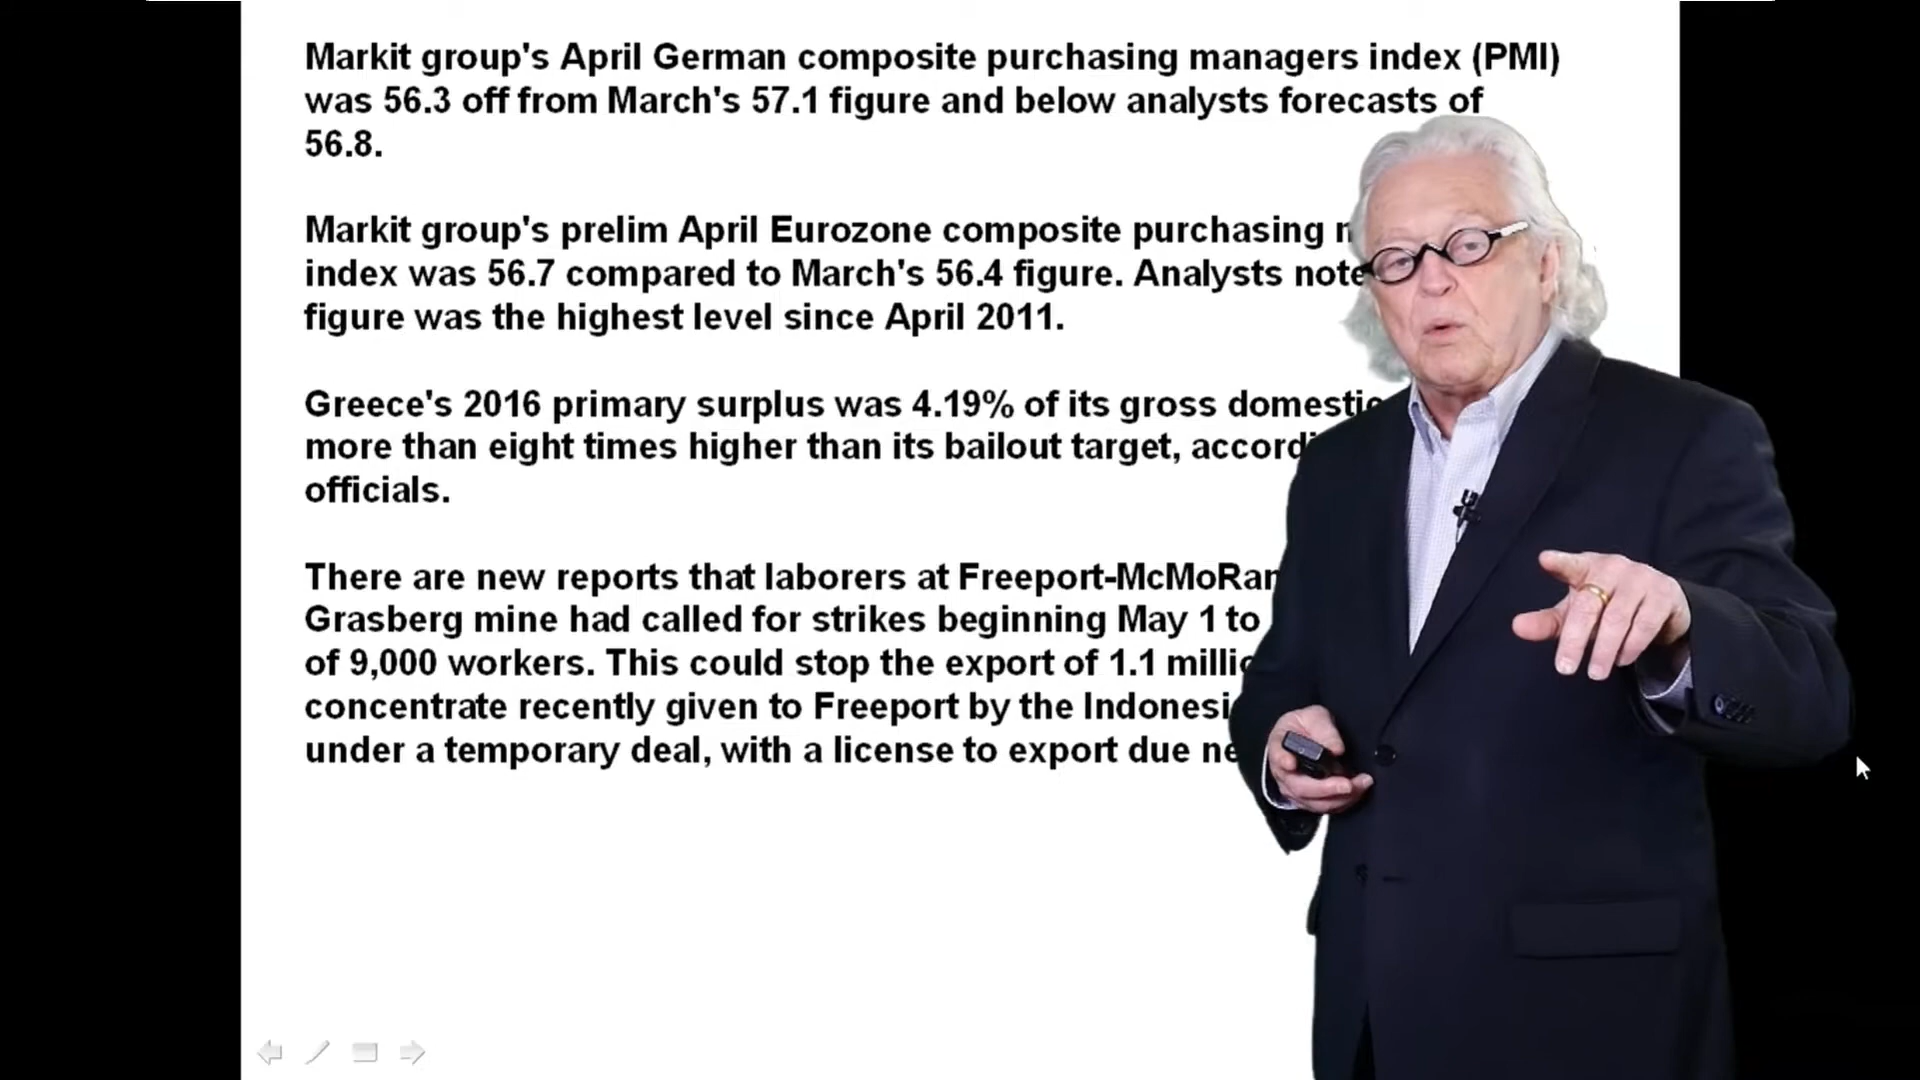 Markit group's April German composite purchasing managers index (PMI)
was 56.3 off from March's 57.1 figure and below analysts forecasts of
56.8.
Markit group's prelim April Eurozone composite purchasing
index was 56.7 compared to March's 56.4 figure. Analysts
figure was the highest level since April 2011.
Greece's 2016 primary surplus was 4.19% of its gross domestic
more than eight times higher than its bailout target,
officials.
There are new reports that laborers at Freeport-McMoRan
Grasberg mine had called for strikes beginning May 1 to
of 9,000 workers. This could stop the export of 1.1
concentrate recently given to Freeport by the
under a temporary deal, with a license to export due